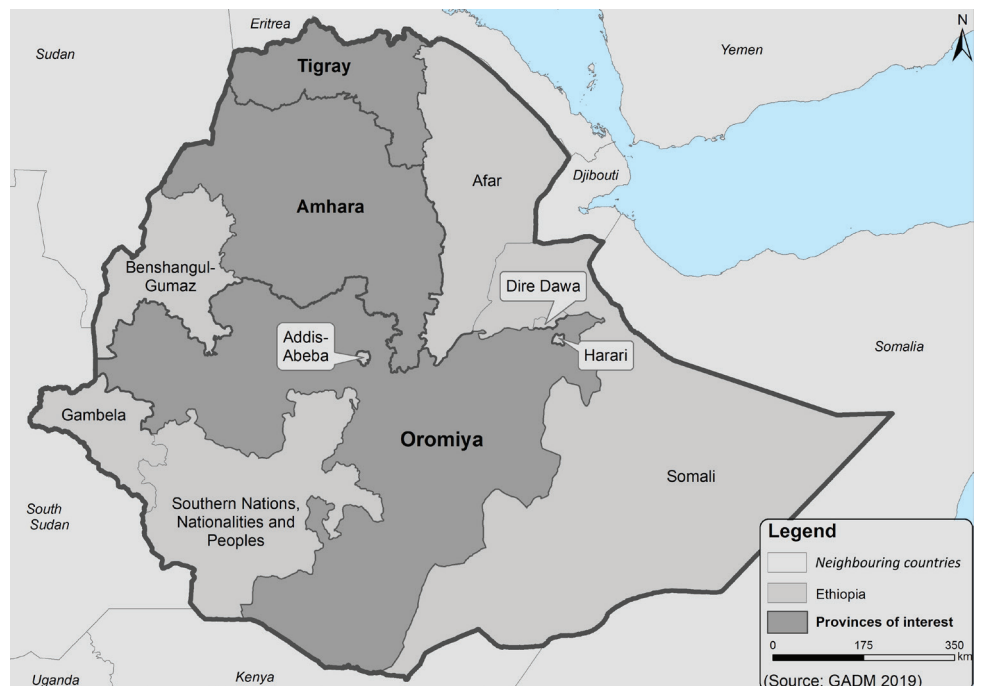 Eritrea
N
Sudan
Yemen
Tigray
Djibouti
Afar
Amhara
Benshangul-
Gumaz
Dire Dawa
Addis-
Abeba
Harari
Somalia
Gambela
Oromiya
Somali
Southern Nations,
Nationalities and
Peoples
South
Sudan
Legend
Neighbouring countries
Ethiopia
Provinces of interest
0 175 350
km
(Source: GADM 2019)
Uganda
Kenya